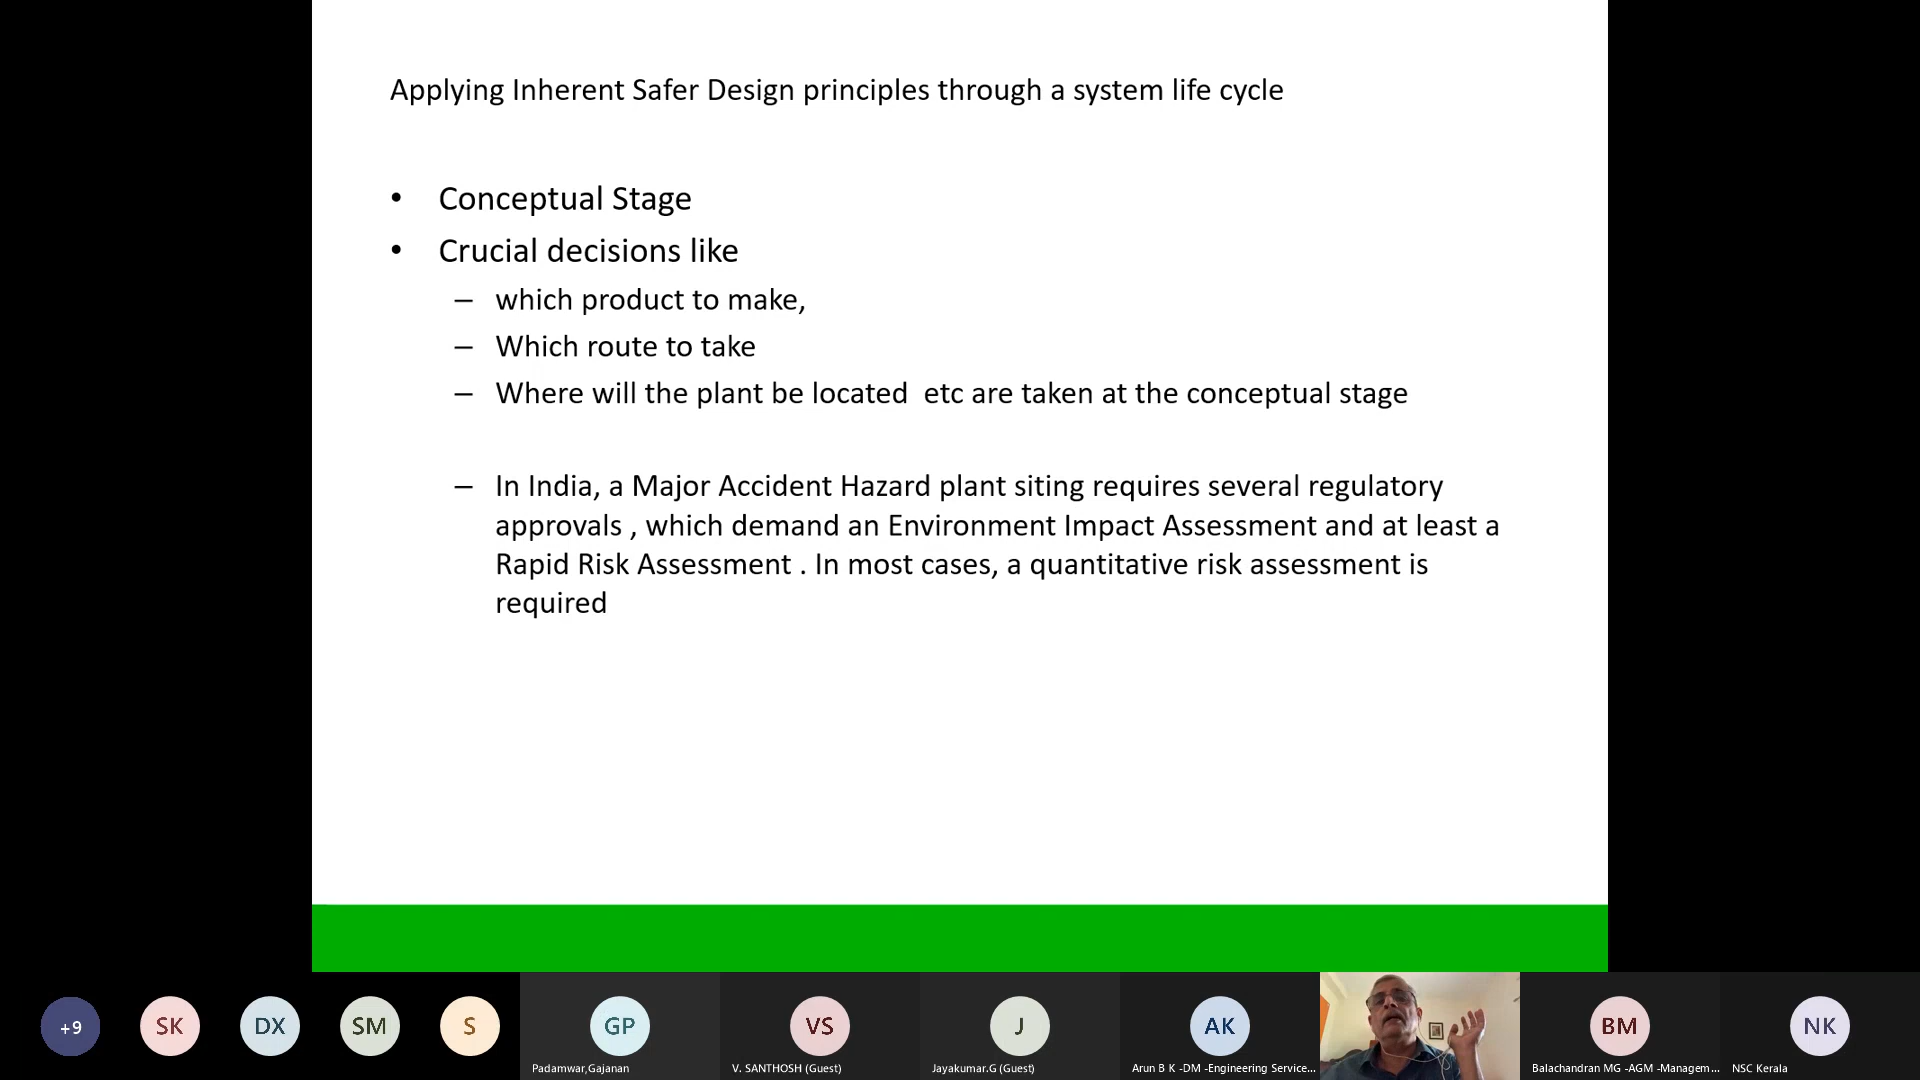 Applying Inherent Safer Design principles through a system life cycle
• Conceptual Stage
• Crucial decisions like
– which product to make,
– Which route to take
– Where will the plant be located  etc are taken at the conceptual stage
– In India, a Major Accident Hazard plant siting requires several regulatory
approvals , which demand an Environment Impact Assessment and at least a
Rapid Risk Assessment . In most cases, a quantitative risk assessment is
required
+9
SK
DX
SM
S
GP
VS
J
AK
BM
NK
Padamwar,Gajanan
V. SANTHOSH (Guest)
Jayakumar.G (Guest)
Arun B K -DM -Engineering Service...
Balachandran MG -AGM -Managem...
NSC Kerala